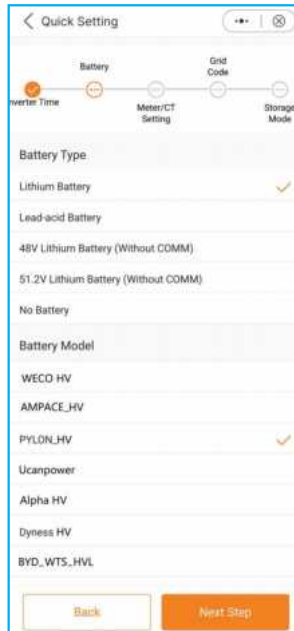 Quick Setting
Battery
Grid
Code
nverter Time
Meter/CT
Setting
Storage
Mode
Battery Type
Lithium Battery
Lead-acid Battery
48V Lithium Battery (Without COMM)
51.2V Lithium Battery (Without COMM)
No Battery
Battery Model
WECO HV
AMPACE_HV
PYLON_HV
Ucanpower
Alpha HV
Dyness HV
BYD_WTS_HVL
Back
Next Step